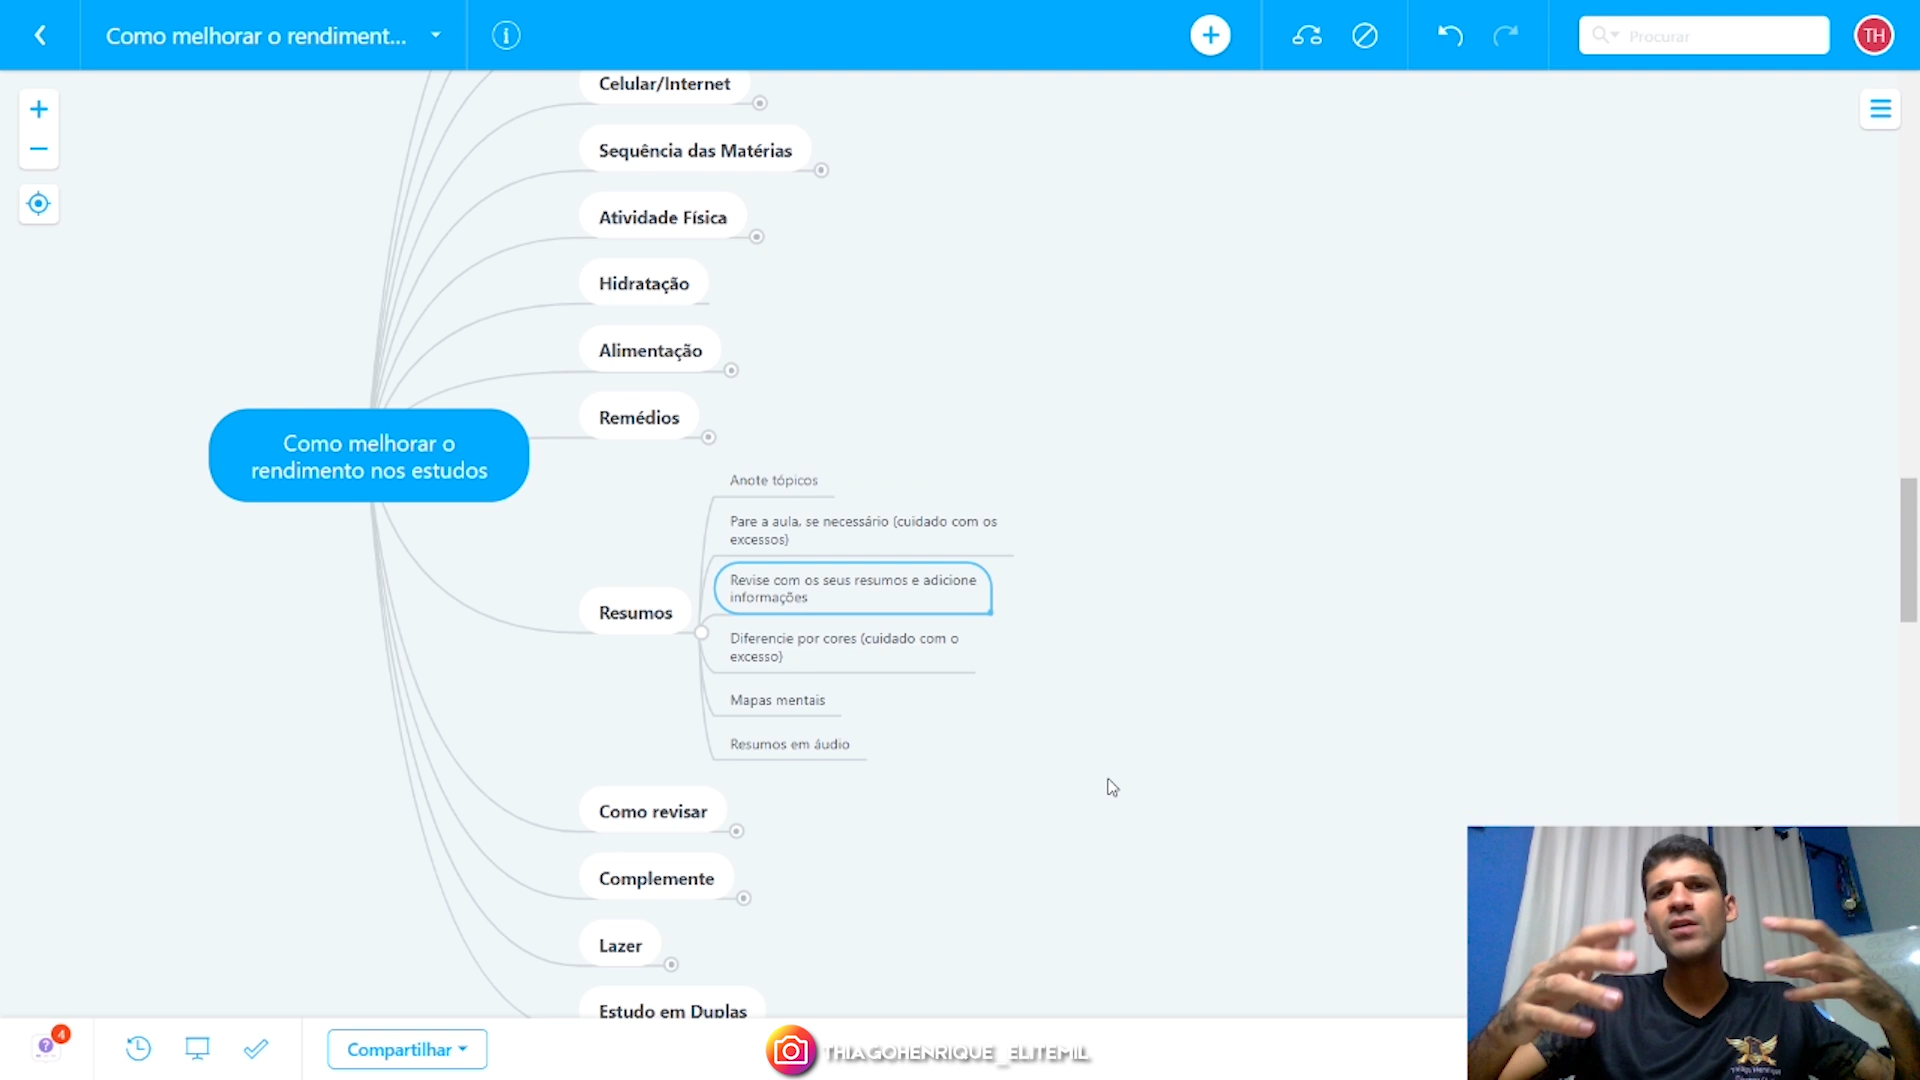 Como melhorar o rendiment...
Procurar
TH
Celular/Internet
Sequência das Matérias
Atividade Física
Hidratação
Alimentação
Remédios
Como melhorar o
rendimento nos estudos
Anote tópicos
Pare a aula, se necessário (cuidado com os
excessos)
Revise com os seus resumos e adicione
informações
Resumos
Diferencie por cores (cuidado com o
excesso)
Mapas mentais
Resumos em áudio
Como revisar
Complemente
Lazer
Estudo em Duplas
4
Compartilhar
THIAGOHENRIQUE_ELITEMIL
Thiago Henrique